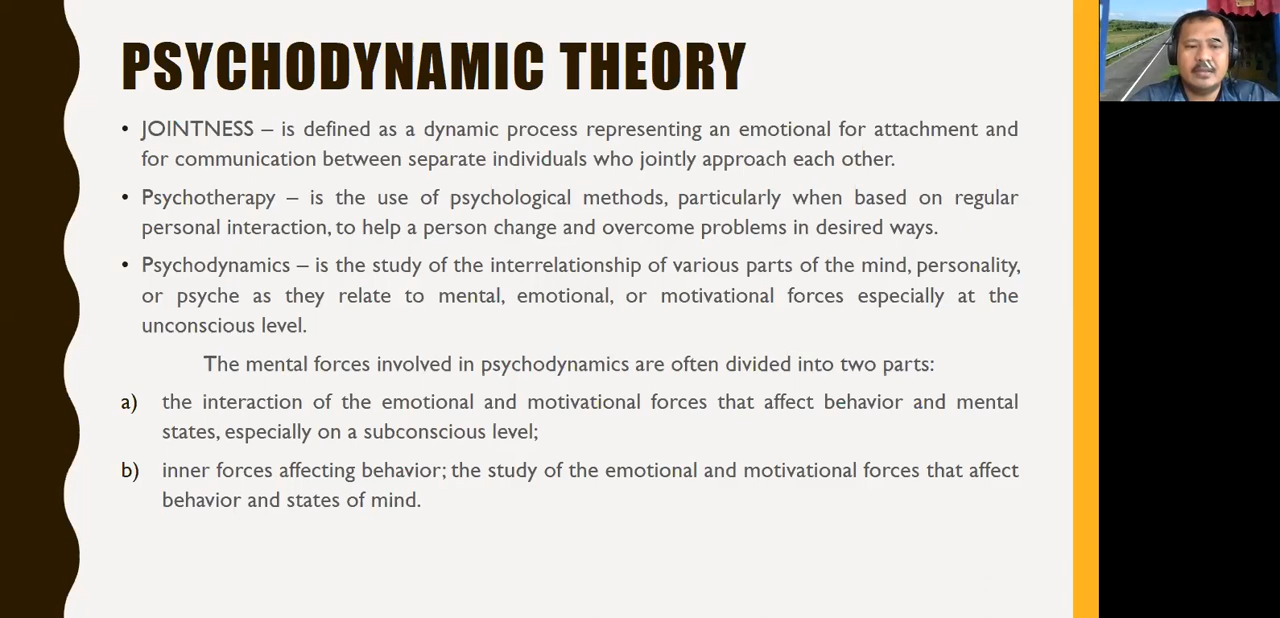 PSYCHODYNAMIC THEORY
• JOINTNESS – is defined as a dynamic process representing an emotional for attachment and
for communication between separate individuals who jointly approach each other.
• Psychotherapy – is the use of psychological methods, particularly when based on regular
personal interaction, to help a person change and overcome problems in desired ways.
• Psychodynamics – is the study of the interrelationship of various parts of the mind, personality,
or psyche as they relate to mental, emotional, or motivational forces especially at the
unconscious level.
The mental forces involved in psychodynamics are often divided into two parts:
a) the interaction of the emotional and motivational forces that affect behavior and mental
states, especially on a subconscious level;
b) inner forces affecting behavior; the study of the emotional and motivational forces that affect
behavior and states of mind.